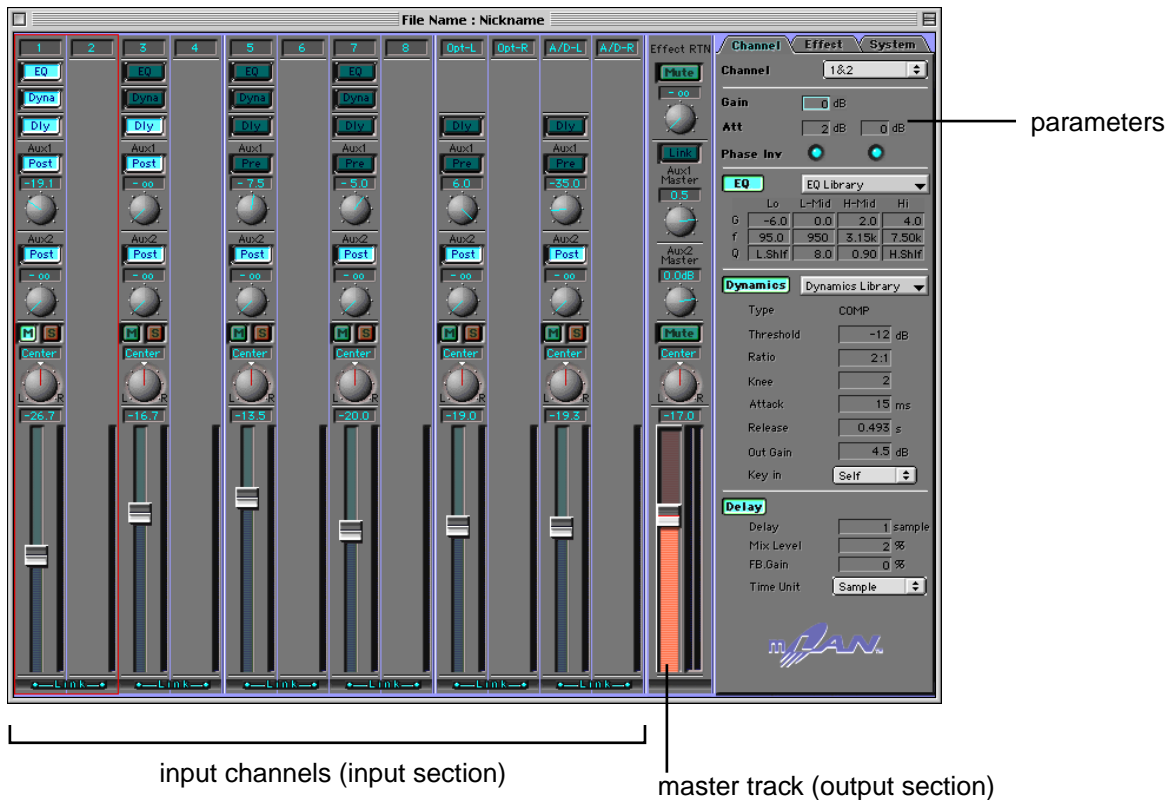 File Name : Nickname
1 2 3 4 5 6 7 8 Opt-L Opt-R A/D-L A/D-R Effect RTN
EQ EQ EQ EQ Mute
Dyna Dyna Dyna Dyna - ∞
Dly Dly Dly Dly Dly Dly
Aux1 Aux1 Aux1 Aux1 Aux1 Aux1 Link
Post Post Pre Pre Pre Pre Aux1 Master
-19.1 - ∞ -7.5 -5.0 6.0 -35.0 0.5
Aux2 Aux2 Aux2 Aux2 Aux2 Aux2 Aux2 Master
Post Post Post Post Post Post
- ∞ - ∞ - ∞ - ∞ - ∞ - ∞ 0.0dB
M S M S M S M S M S M S Mute
Center Center Center Center Center Center Center
L R L R L R L R L R L R L R
-26.7 -16.7 -13.5 -20.0 -19.0 -19.3 -17.0
Link Link Link Link Link Link
Channel Effect System
Channel 1&2
Gain 0 dB
Att 2 dB 0 dB
Phase Inv
EQ EQ Library
Lo L-Mid H-Mid Hi
G -6.0 0.0 2.0 4.0
f 95.0 950 3.15k 7.50k
Q L.Shlf 8.0 0.90 H.Shlf
Dynamics Dynamics Library
Type COMP
Threshold -12 dB
Ratio 2:1
Knee 2
Attack 15 ms
Release 0.493 s
Out Gain 4.5 dB
Key in Self
Delay
Delay 1 sample
Mix Level 2 %
FB.Gain 0 %
Time Unit Sample
mLAN
parameters
input channels (input section)
master track (output section)